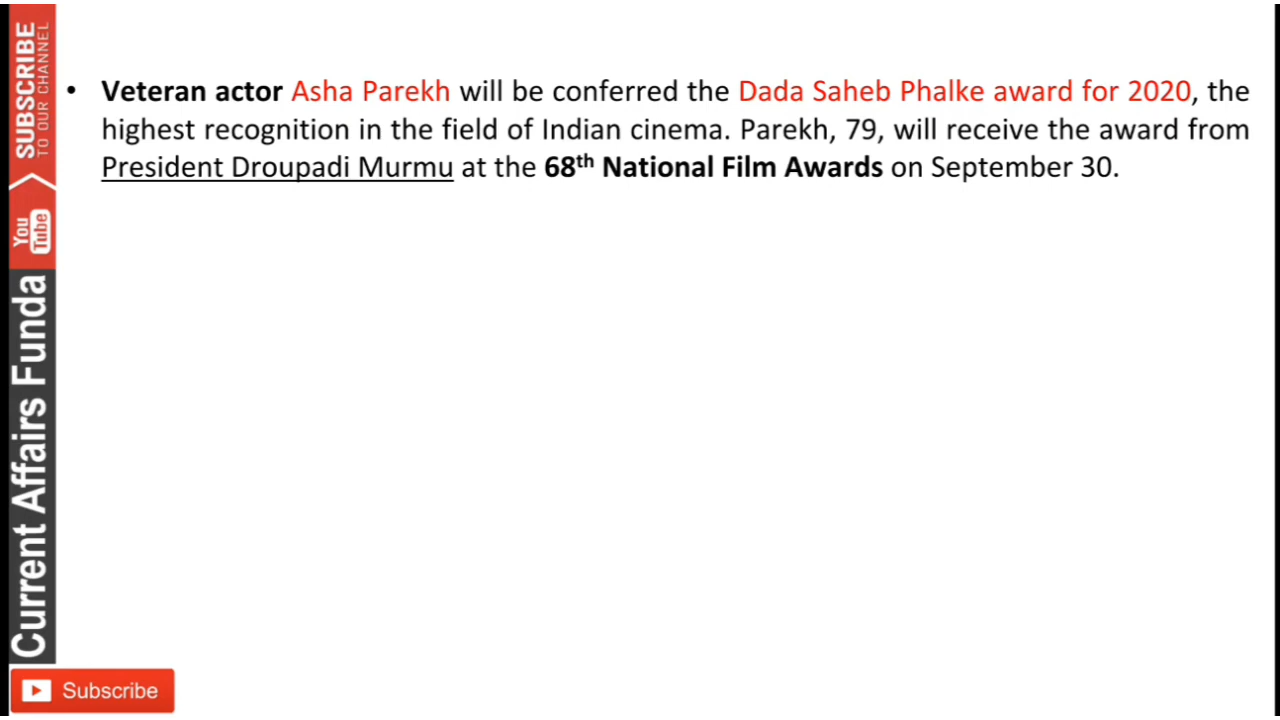 • Veteran actor Asha Parekh will be conferred the Dada Saheb Phalke award for 2020, the
highest recognition in the field of Indian cinema. Parekh, 79, will receive the award from
President Droupadi Murmu at the 68th National Film Awards on September 30.
SUBSCRIBE
TO OUR CHANNEL
You
Tube
Current Affairs Funda
Subscribe